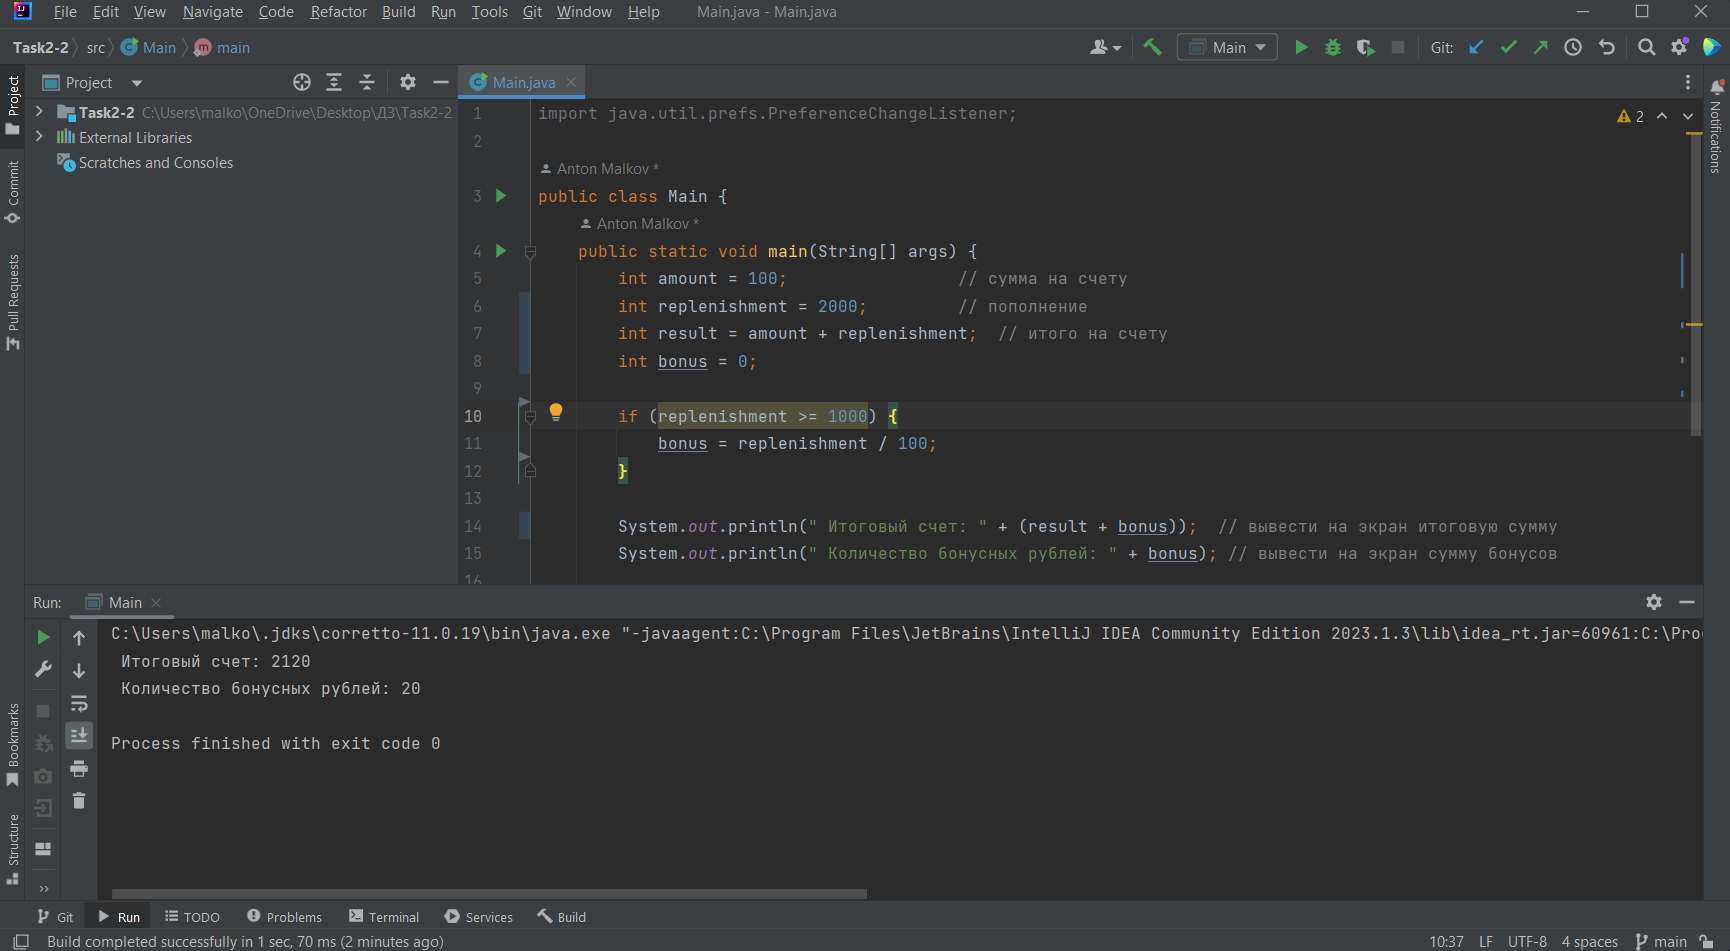 File Edit View Navigate Code Refactor Build Run Tools Git Window Help Main.java - Main.java
Task2-2 src Main main Main Git:
Project Main.java
Project
Task2-2 C:\Users\malko\OneDrive\Desktop\ДЗ\Task2-2
External Libraries
Scratches and Consoles
Commit
Pull Requests
Bookmarks
Structure
Notifications
2
1 import java.util.prefs.PreferenceChangeListener;
2
Anton Malkov *
3 public class Main {
Anton Malkov *
4 public static void main(String[] args) {
5 int amount = 100; // сумма на счету
6 int replenishment = 2000; // пополнение
7 int result = amount + replenishment; // итого на счету
8 int bonus = 0;
9
10 if (replenishment >= 1000) {
11 bonus = replenishment / 100;
12 }
13
14 System.out.println(" Итоговый счет: " + (result + bonus)); // вывести на экран итоговую сумму
15 System.out.println(" Количество бонусных рублей: " + bonus); // вывести на экран сумму бонусов
16
Run: Main
C:\Users\malko\.jdks\corretto-11.0.19\bin\java.exe "-javaagent:C:\Program Files\JetBrains\IntelliJ IDEA Community Edition 2023.1.3\lib\idea_rt.jar=60961:C:\Pro
Итоговый счет: 2120
Количество бонусных рублей: 20
Process finished with exit code 0
Git Run TODO Problems Terminal Services Build
Build completed successfully in 1 sec, 70 ms (2 minutes ago) 10:37 LF UTF-8 4 spaces main